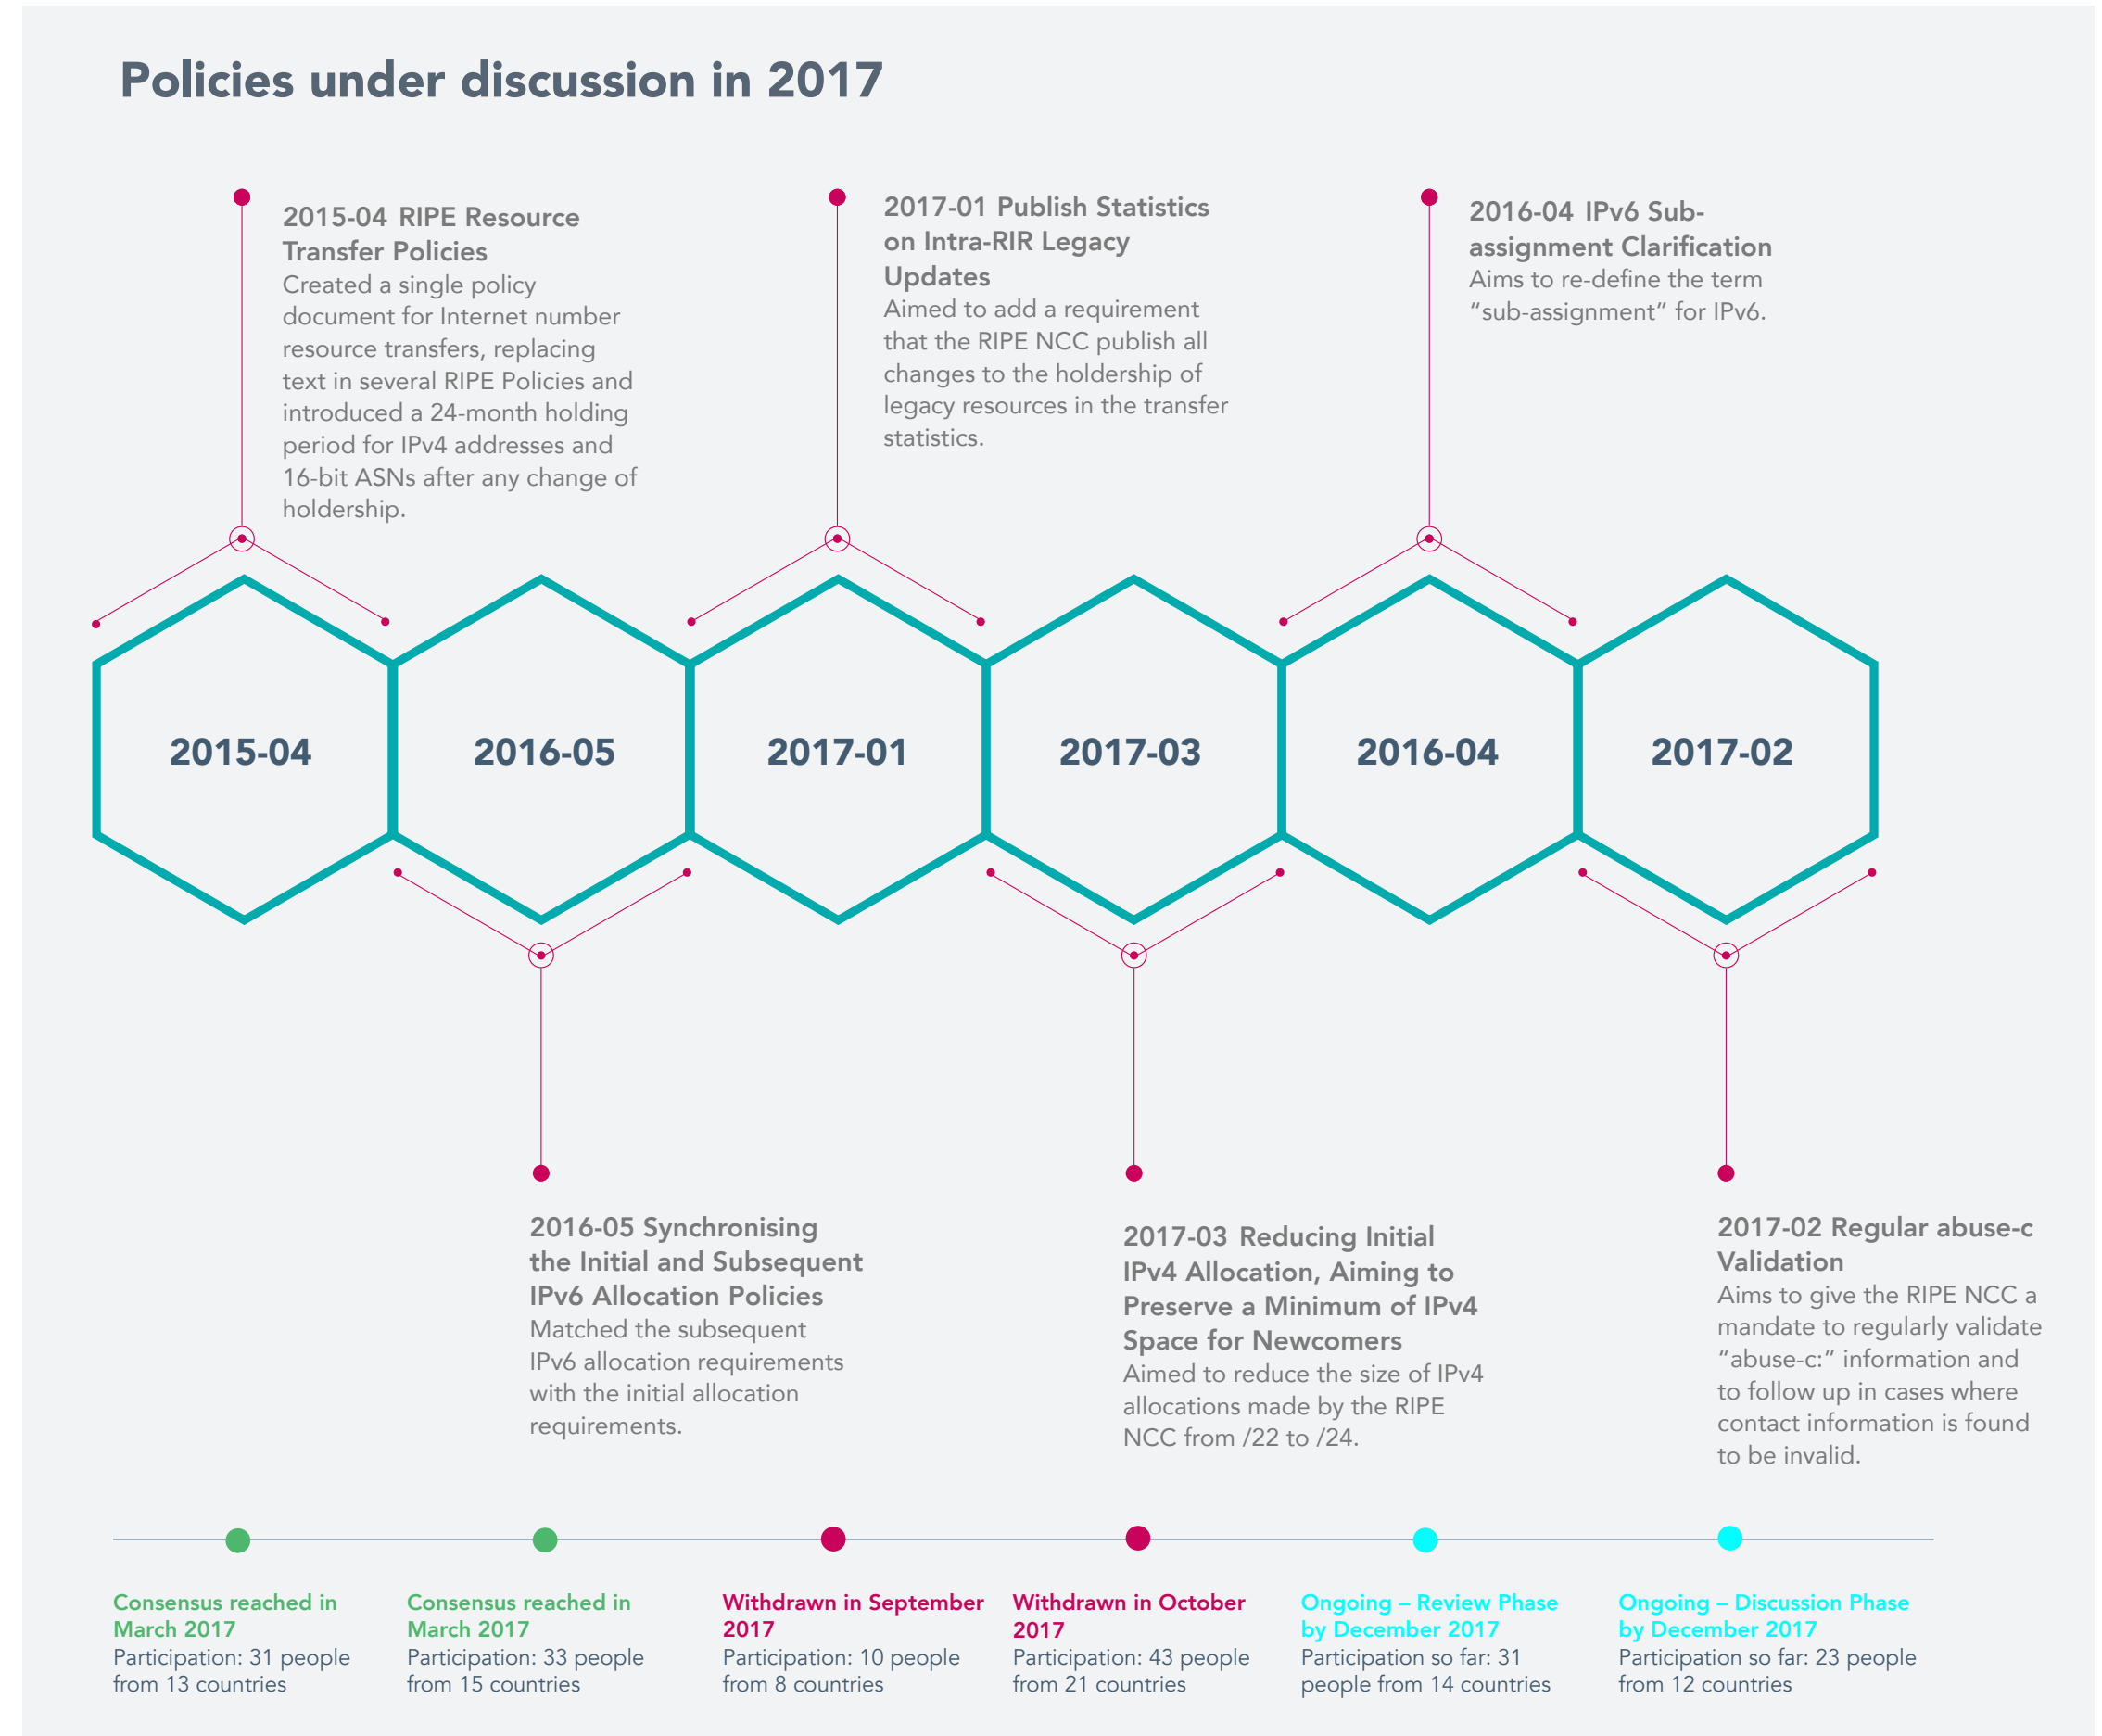 Policies under discussion in 2017
2015-04 RIPE Resource
Transfer Policies
Created a single policy
document for Internet number
resource transfers, replacing
text in several RIPE Policies and
introduced a 24-month holding
period for IPv4 addresses and
16-bit ASNs after any change of
holdership.
2017-01 Publish Statistics
on Intra-RIR Legacy
Updates
Aimed to add a requirement
that the RIPE NCC publish all
changes to the holdership of
legacy resources in the transfer
statistics.
2016-04 IPv6 Sub-
assignment Clarification
Aims to re-define the term
“sub-assignment” for IPv6.
2015-04
2016-05
2017-01
2017-03
2016-04
2017-02
2016-05 Synchronising
the Initial and Subsequent
IPv6 Allocation Policies
Matched the subsequent
IPv6 allocation requirements
with the initial allocation
requirements.
2017-03 Reducing Initial
IPv4 Allocation, Aiming to
Preserve a Minimum of IPv4
Space for Newcomers
Aimed to reduce the size of IPv4
allocations made by the RIPE
NCC from /22 to /24.
2017-02 Regular abuse-c
Validation
Aims to give the RIPE NCC a
mandate to regularly validate
“abuse-c:” information and
to follow up in cases where
contact information is found
to be invalid.
Consensus reached in
March 2017
Participation: 31 people
from 13 countries
Consensus reached in
March 2017
Participation: 33 people
from 15 countries
Withdrawn in September
2017
Participation: 10 people
from 8 countries
Withdrawn in October
2017
Participation: 43 people
from 21 countries
Ongoing – Review Phase
by December 2017
Participation so far: 31
people from 14 countries
Ongoing – Discussion Phase
by December 2017
Participation so far: 23 people
from 12 countries